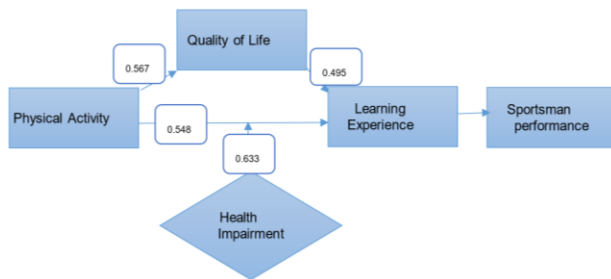 Quality of Life
0.567
0.495
Physical Activity
0.548
Learning
Experience
Sportsman
performance
0.633
Health
Impairment